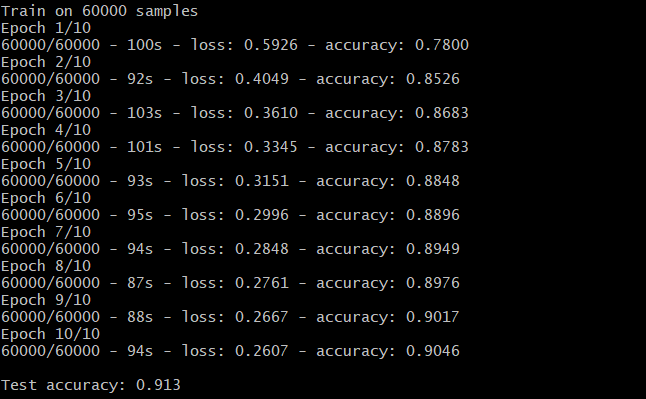 Train on 60000 samples
Epoch 1/10
60000/60000 - 100s - loss: 0.5926 - accuracy: 0.7800
Epoch 2/10
60000/60000 - 92s - loss: 0.4049 - accuracy: 0.8526
Epoch 3/10
60000/60000 - 103s - loss: 0.3610 - accuracy: 0.8683
Epoch 4/10
60000/60000 - 101s - loss: 0.3345 - accuracy: 0.8783
Epoch 5/10
60000/60000 - 93s - loss: 0.3151 - accuracy: 0.8848
Epoch 6/10
60000/60000 - 95s - loss: 0.2996 - accuracy: 0.8896
Epoch 7/10
60000/60000 - 94s - loss: 0.2848 - accuracy: 0.8949
Epoch 8/10
60000/60000 - 87s - loss: 0.2761 - accuracy: 0.8976
Epoch 9/10
60000/60000 - 88s - loss: 0.2667 - accuracy: 0.9017
Epoch 10/10
60000/60000 - 94s - loss: 0.2607 - accuracy: 0.9046
Test accuracy: 0.913